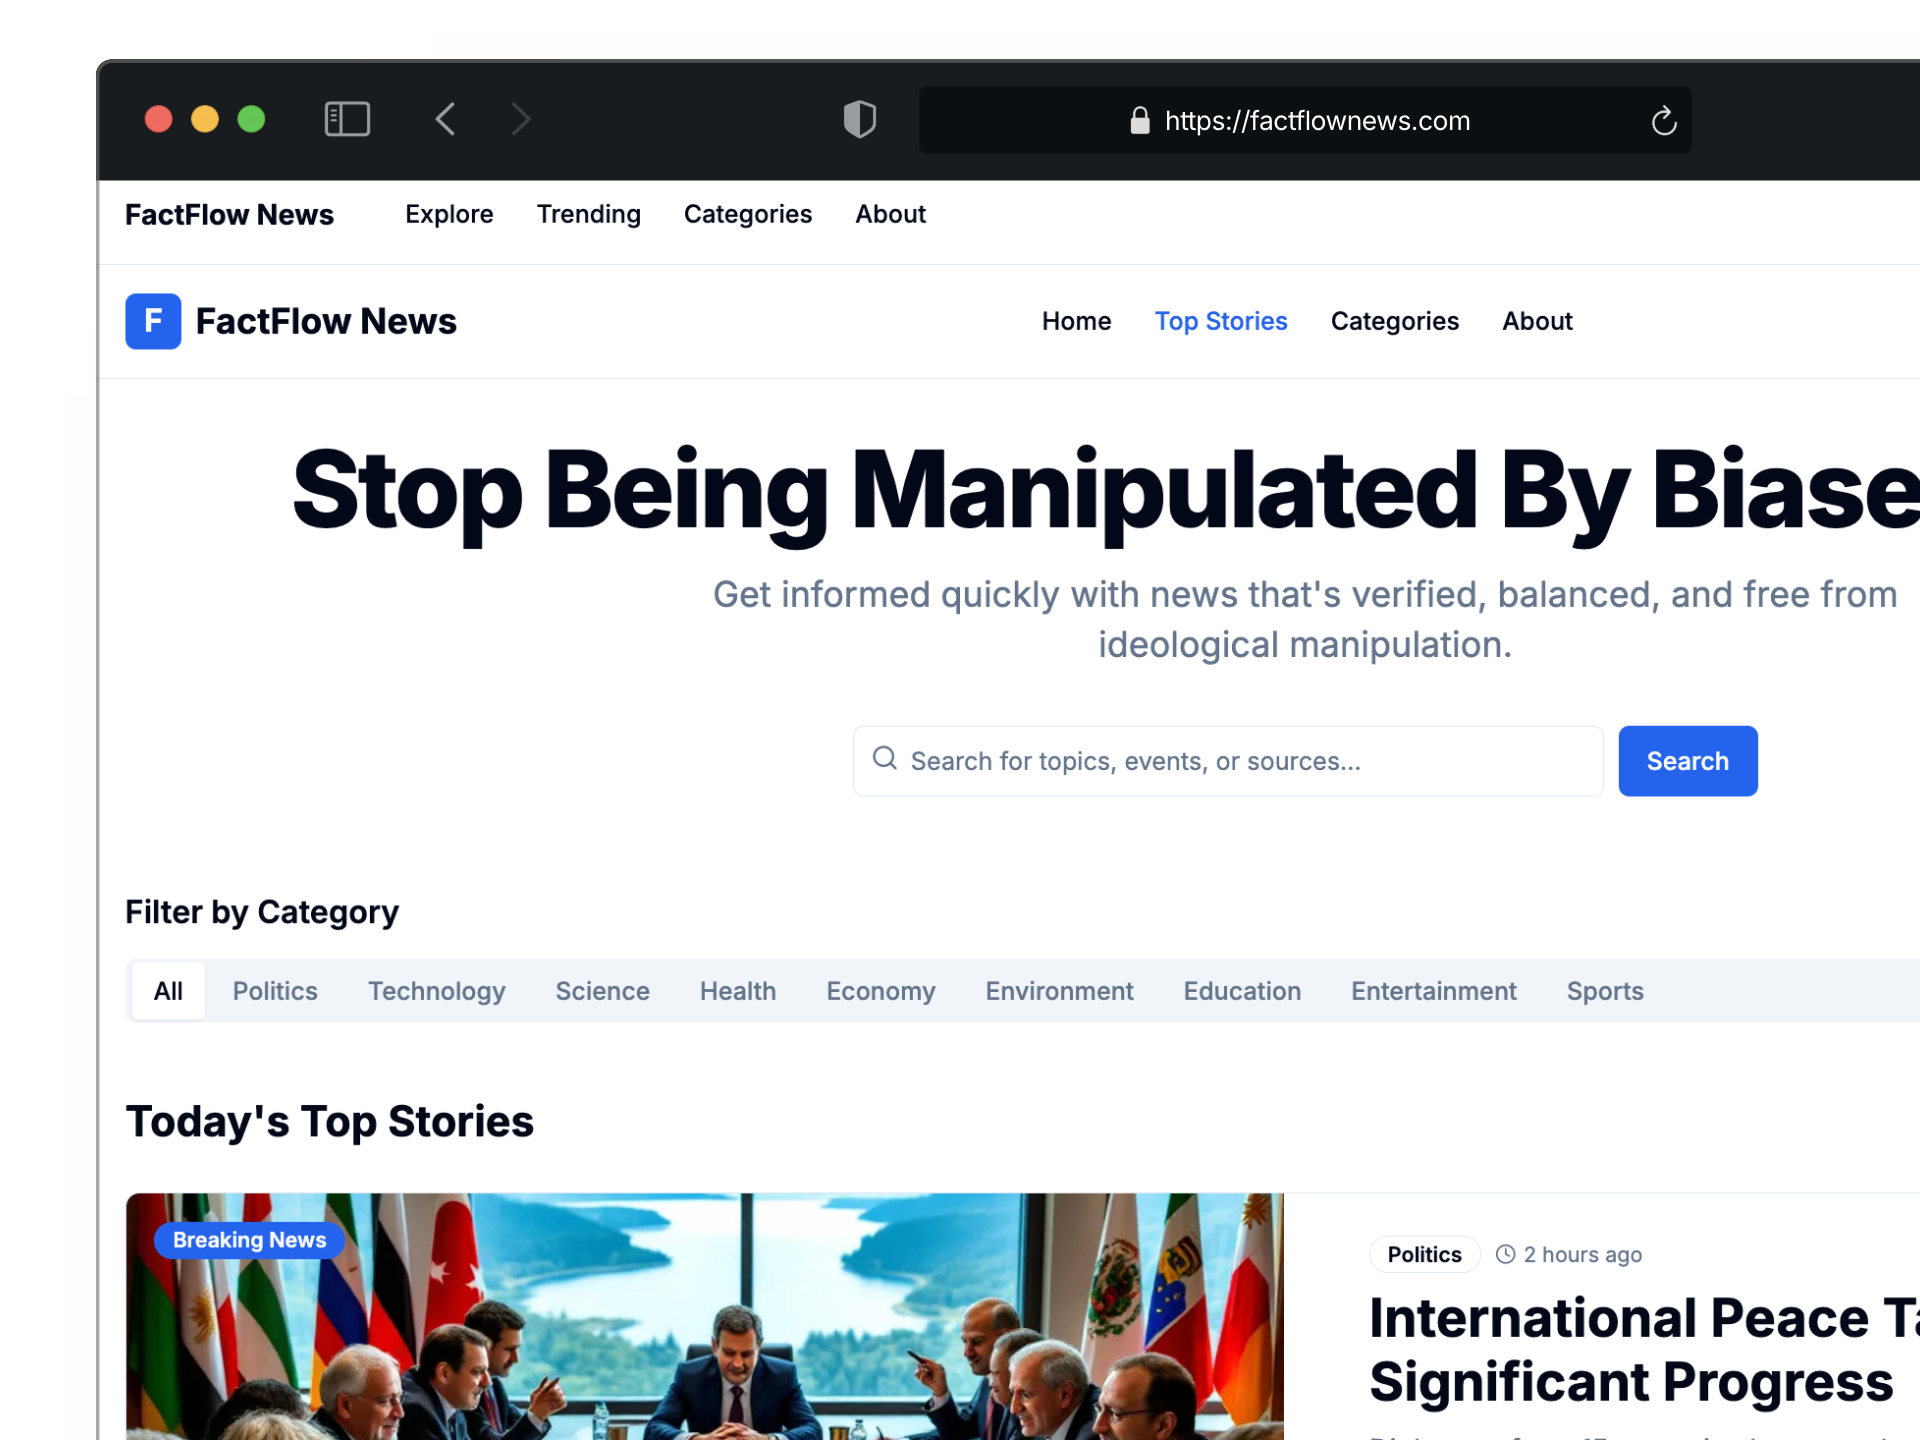 https://factflownews.com
FactFlow News Explore Trending Categories About
F FactFlow News Home Top Stories Categories About
Stop Being Manipulated By
Get informed quickly with news that's verified, balanced, and free from
ideological manipulation.
Search for topics, events, or sources... Search
Filter by Category
All Politics Technology Science Health Economy Environment Education Entertainment Sports
Today's Top Stories
Breaking News
Politics 2 hours ago
International Peace
Significant Progress